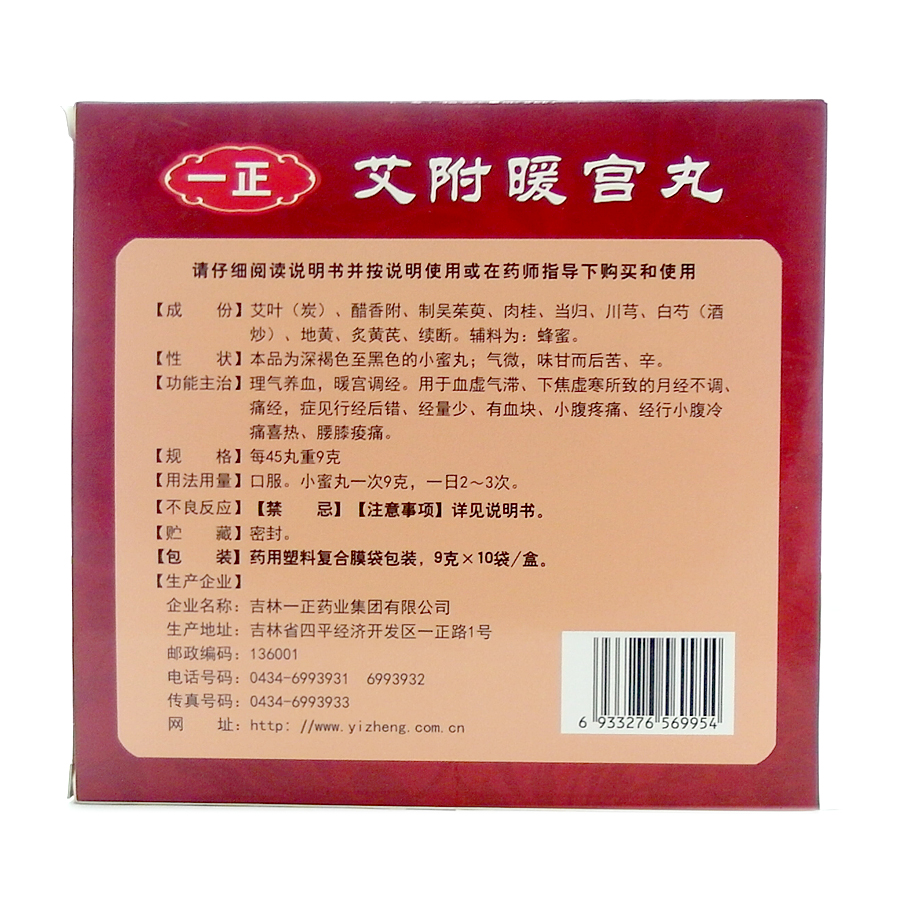 一正
艾附暖宫丸
请仔细阅读说明书并按说明使用或在药师指导下购买和使用
【成 份】艾叶（炭）、醋香附、制吴茱萸、肉桂、当归、川芎、白芍（酒
炒）、地黄、炙黄芪、续断。辅料为：蜂蜜。
【性 状】本品为深褐色至黑色的小蜜丸；气微，味甘而后苦、辛。
【功能主治】理气养血，暖宫调经。用于血虚气滞、下焦虚寒所致的月经不调、
痛经，症见行经后错、经量少、有血块、小腹疼痛、经行小腹冷
痛喜热、腰膝痠痛。
【规 格】每45丸重9克
【用法用量】口服。小蜜丸一次9克，一日2～3次。
【不良反应】【禁 忌】【注意事项】详见说明书。
【贮 藏】密封。
【包 装】药用塑料复合膜袋包装，9克×10袋/盒。
【生产企业】
企业名称：吉林一正药业集团有限公司
生产地址：吉林省四平经济开发区一正路1号
邮政编码：136001
电话号码：0434-6993931 6993932
传真号码：0434-6993933
网 址：http：//www.yizheng.com.cn
6 933276 569954